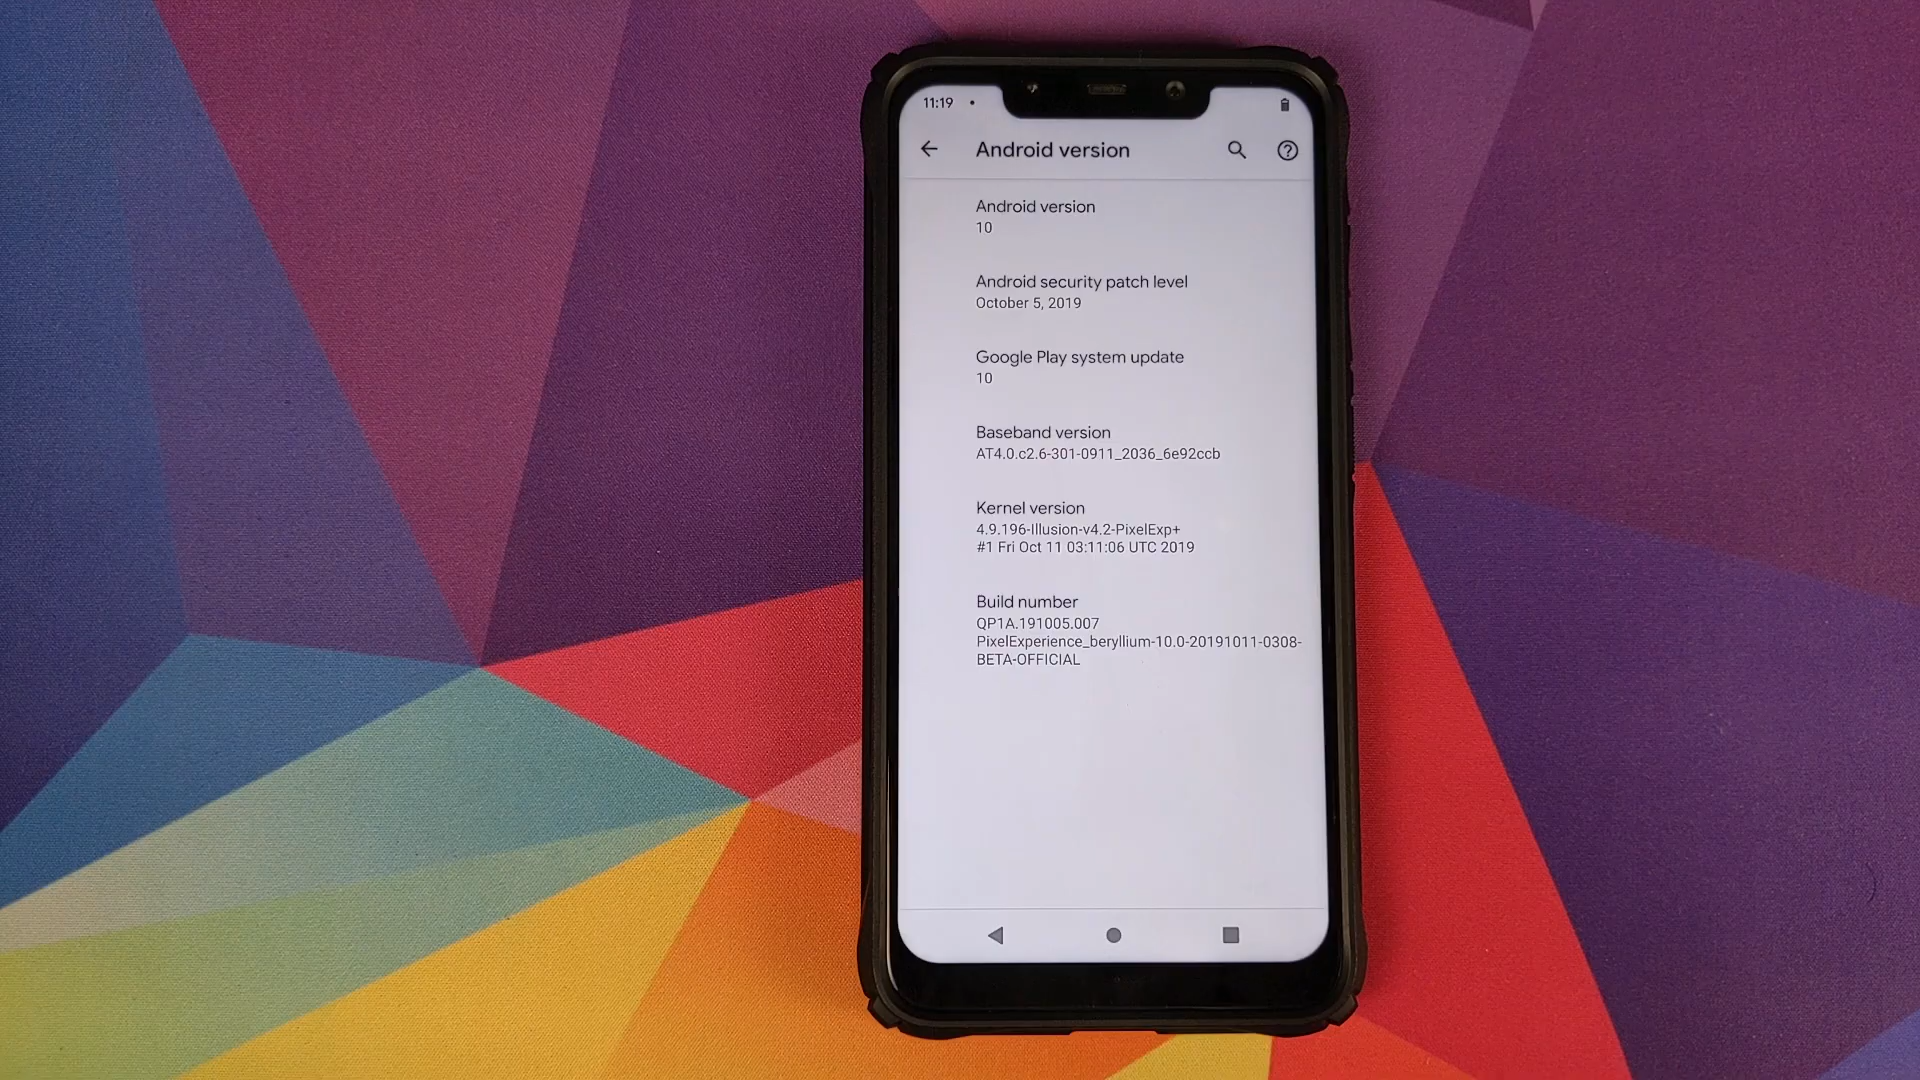 11:19
Android version
Android version
10
Android security patch level
October 5, 2019
Google Play system update
10
Baseband version
AT4.0.c2.6-301-0911_2036_6e92ccb
Kernel version
4.9.196-Illusion-v4.2-PixelExp+
#1 Fri Oct 11 03:11:06 UTC 2019
Build number
QP1A.191005.007
PixelExperience_beryllium-10.0-20191011-0308-
BETA-OFFICIAL